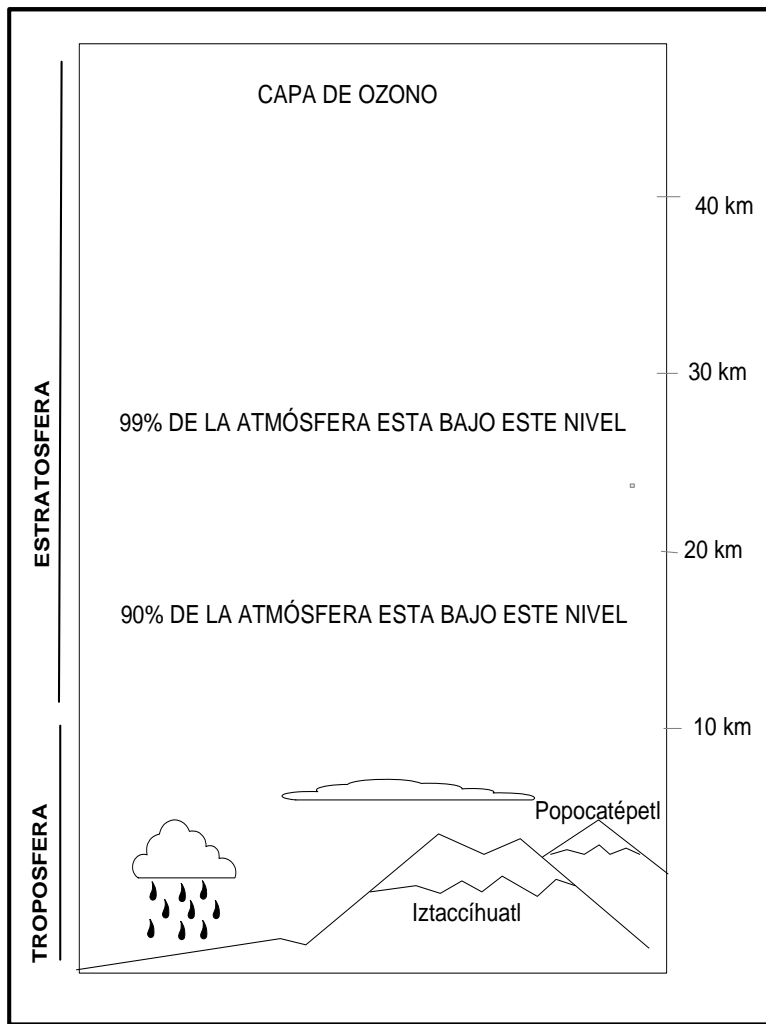 CAPA DE OZONO
40 km
30 km
99% DE LA ATMÓSFERA ESTA BAJO ESTE NIVEL
ESTRATOSFERA
20 km
90% DE LA ATMÓSFERA ESTA BAJO ESTE NIVEL
10 km
TROPOSFERA
Popocatépetl
Iztaccíhuatl